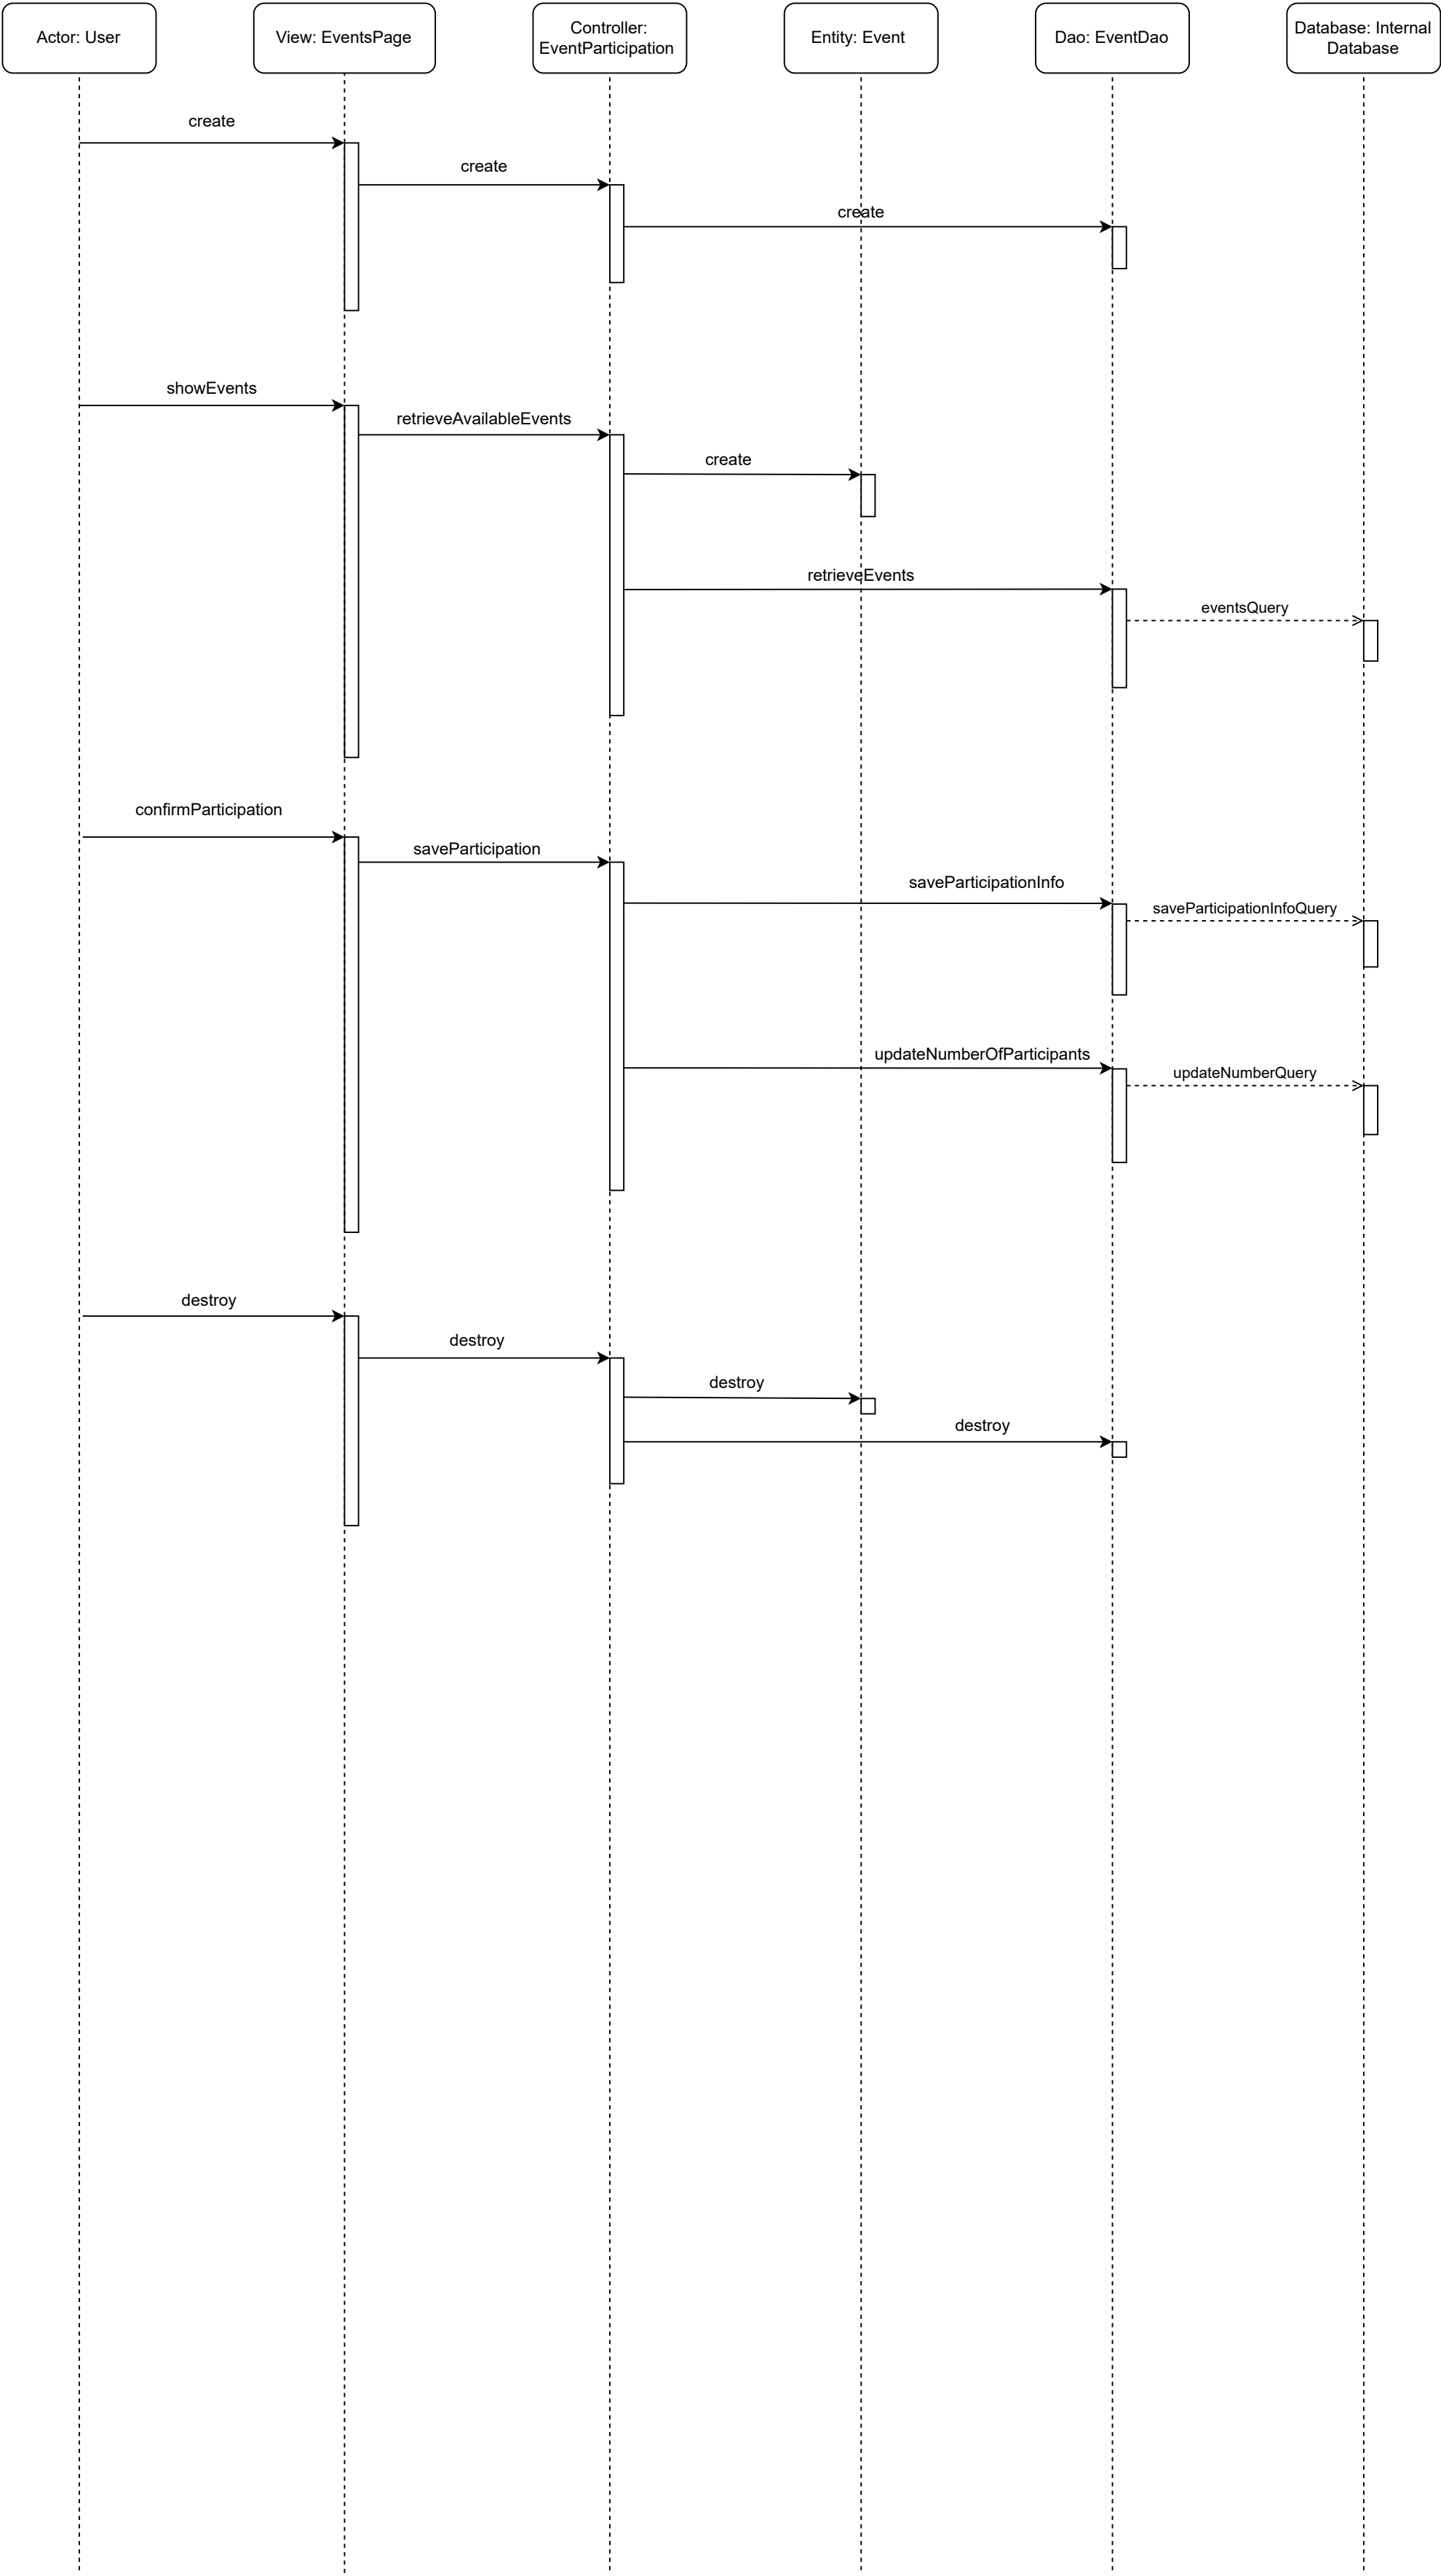 Actor: User
View: EventsPage
Controller:
EventParticipation
Entity: Event
Dao: EventDao
Database: Internal
Database
create
create
create
showEvents
retrieveAvailableEvents
create
retrieveEvents
eventsQuery
confirmParticipation
saveParticipation
saveParticipationInfo
saveParticipationInfoQuery
updateNumberOfParticipants
updateNumberQuery
destroy
destroy
destroy
destroy